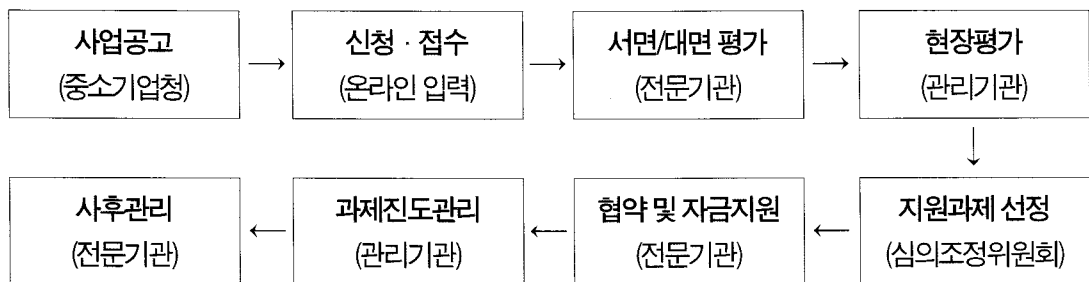 사업공고
(중소기업청)
→
신청 · 접수
(온라인 입력)
→
서면/대면 평가
(전문기관)
→
현장평가
(관리기관)
↓
지원과제 선정
(심의조정위원회)
←
협약 및 자금지원
(전문기관)
←
과제진도관리
(관리기관)
←
사후관리
(전문기관)